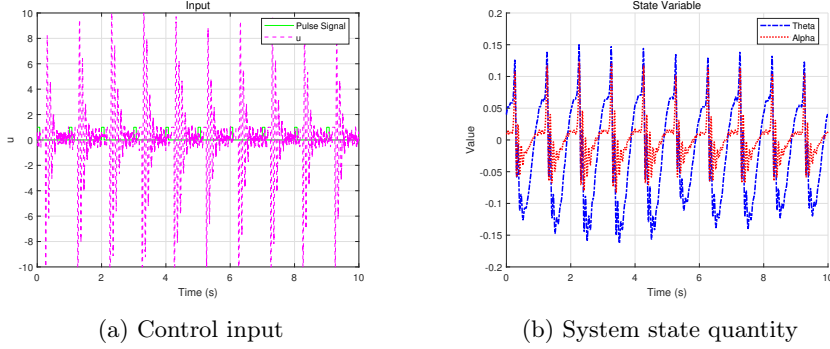 Input
Pulse Signal
u
10
8
6
4
2
0
-2
-4
-6
-8
-10
u
0
2
4
6
8
10
Time (s)
(a) Control input
State Variable
Theta
Alpha
0.2
0.15
0.1
0.05
0
-0.05
-0.1
-0.15
-0.2
Value
0
2
4
6
8
10
Time (s)
(b) System state quantity